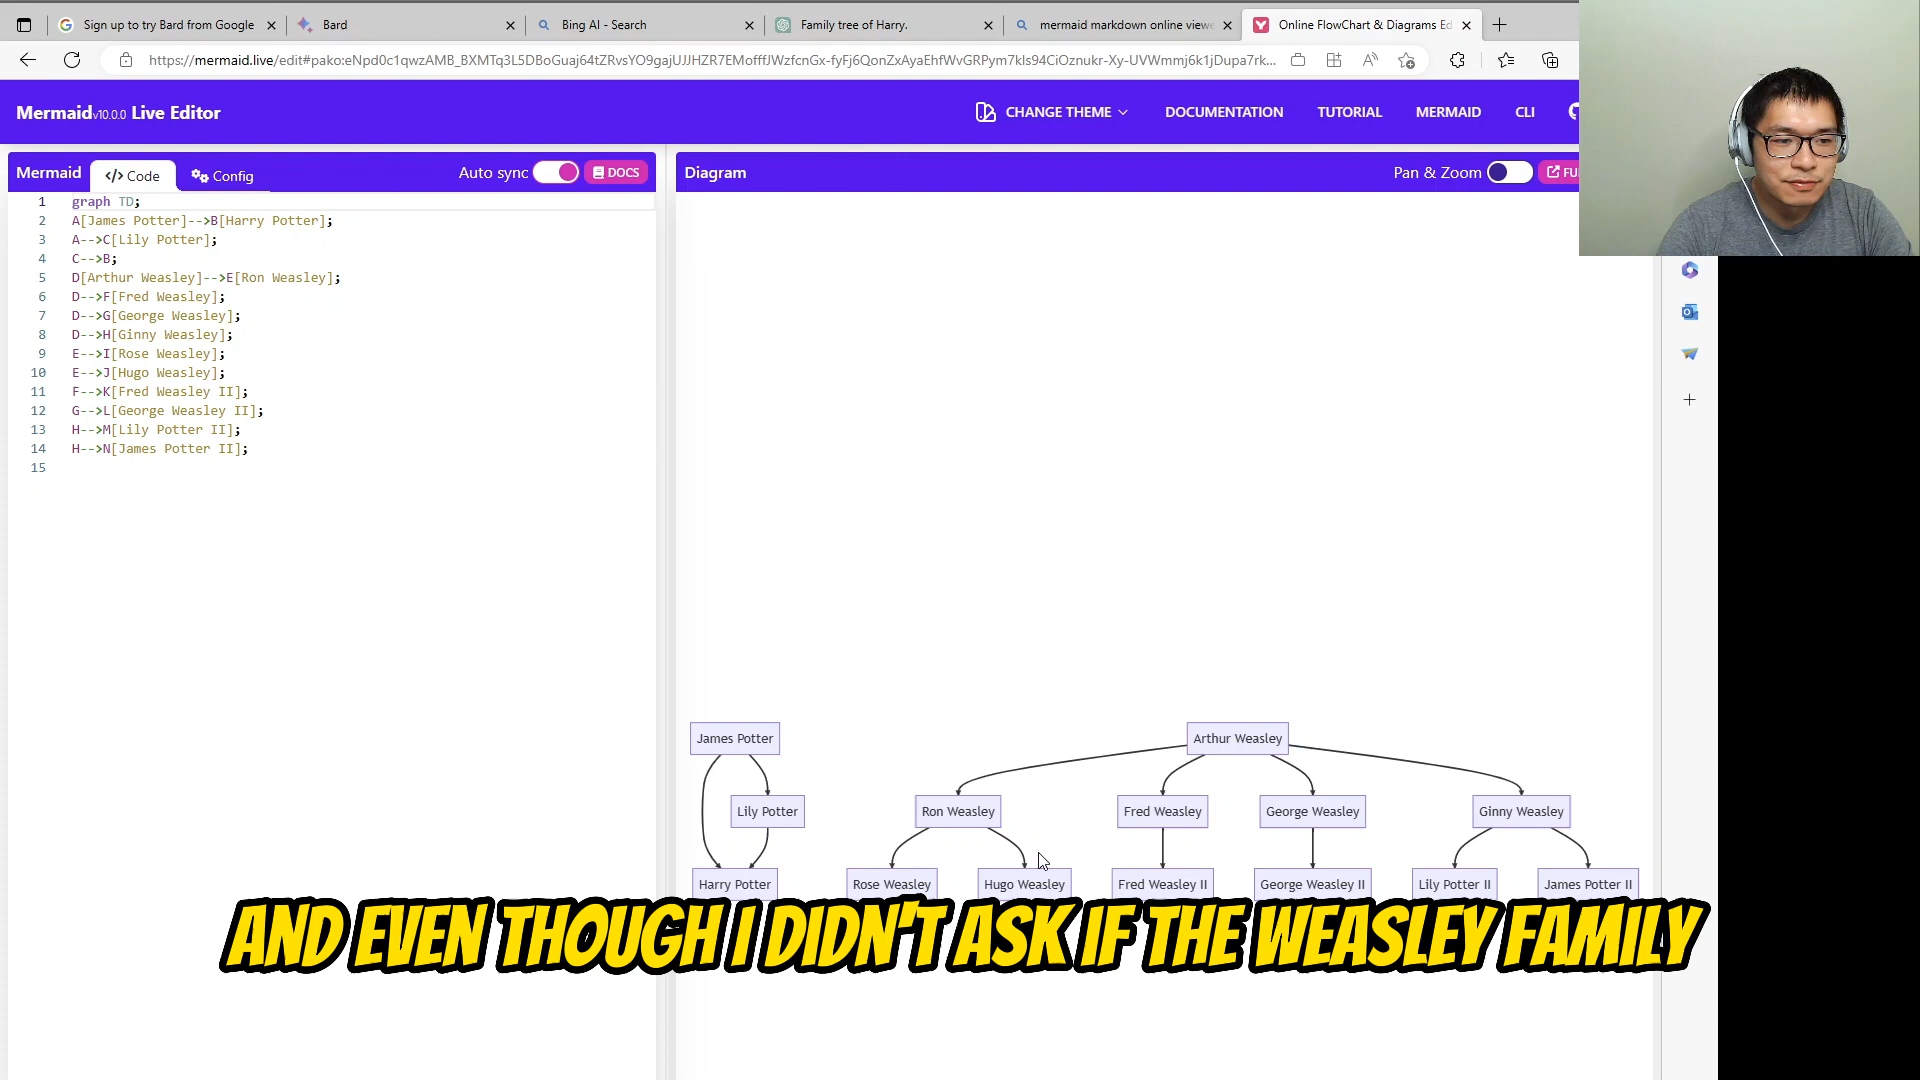 Sign up to try Bard from Google
Bard
Bing AI - Search
Family tree of Harry.
mermaid markdown online viewe
Online FlowChart & Diagrams Ed
https://mermaid.live/edit#pako:eNpd0c1qwzAMB_BXMTq3L5DBoGuaj64tZRvsYO9gajUJJHZR7EMofffJWzfcnGx-fyFj6QonZxAyaEhfWvGRPym7kls94CiOznukr-Xy-UVWmmj6k1jDupa7rk...
Mermaid v10.0.0 Live Editor
CHANGE THEME
DOCUMENTATION
TUTORIAL
MERMAID
CLI
Mermaid
</> Code
Config
Auto sync
DOCS
Diagram
Pan & Zoom
FU
1 graph TD;
2 A[James Potter]-->B[Harry Potter];
3 A-->C[Lily Potter];
4 C-->B;
5 D[Arthur Weasley]-->E[Ron Weasley];
6 D-->F[Fred Weasley];
7 D-->G[George Weasley];
8 D-->H[Ginny Weasley];
9 E-->I[Rose Weasley];
10 E-->J[Hugo Weasley];
11 F-->K[Fred Weasley II];
12 G-->L[George Weasley II];
13 H-->M[Lily Potter II];
14 H-->N[James Potter II];
15
James Potter
Arthur Weasley
Lily Potter
Ron Weasley
Fred Weasley
George Weasley
Ginny Weasley
Harry Potter
Rose Weasley
Hugo Weasley
Fred Weasley II
George Weasley II
Lily Potter II
James Potter II
AND EVEN THOUGH I DIDN'T ASK IF THE WEASLEY FAMILY